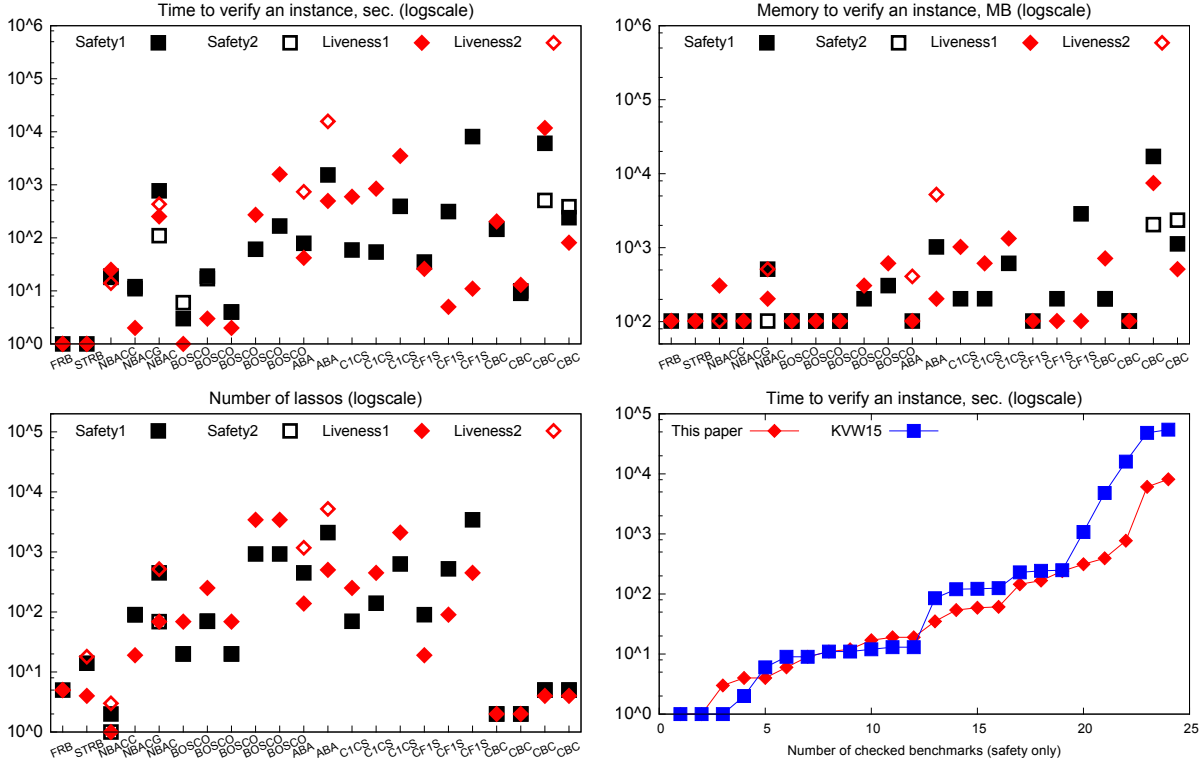 Time to verify an instance, sec. (logscale)
10^6
10^5
10^4
10^3
10^2
10^1
10^0
Safety1 Safety2 Liveness1 Liveness2
FRB STRB NBACC NBACG NBAC BOSCO BOSCO BOSCO BOSCO BOSCO ABA ABA C1CS C1CS C1CS CF1S CF1S CF1S CBC CBC CBC CBC
Memory to verify an instance, MB (logscale)
10^6
10^5
10^4
10^3
10^2
Safety1 Safety2 Liveness1 Liveness2
FRB STRB NBACC NBACG NBAC BOSCO BOSCO BOSCO BOSCO BOSCO ABA ABA C1CS C1CS C1CS CF1S CF1S CF1S CBC CBC CBC CBC
Number of lassos (logscale)
10^5
10^4
10^3
10^2
10^1
10^0
Safety1 Safety2 Liveness1 Liveness2
FRB STRB NBACC NBACG NBAC BOSCO BOSCO BOSCO BOSCO BOSCO ABA ABA C1CS C1CS C1CS CF1S CF1S CF1S CBC CBC CBC CBC
Time to verify an instance, sec. (logscale)
10^5
10^4
10^3
10^2
10^1
10^0
This paper KVW15
0 5 10 15 20 25
Number of checked benchmarks (safety only)